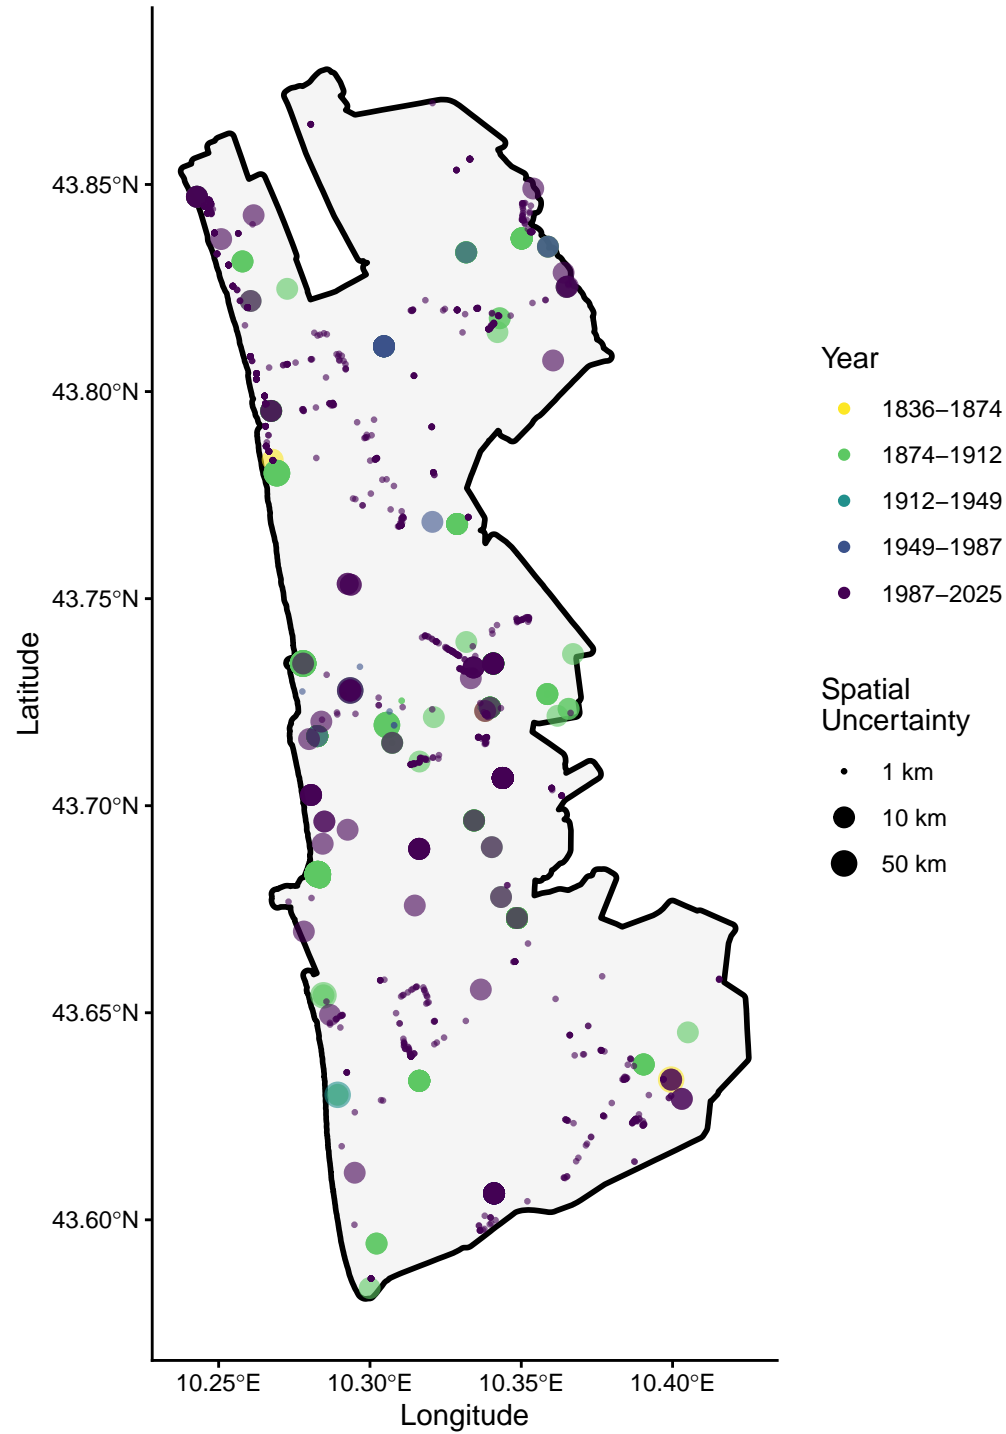 43.85°N
43.80°N
43.75°N
43.70°N
43.65°N
43.60°N
Latitude
10.25°E
10.30°E
10.35°E
10.40°E
Longitude
Year
1836−1874
1874−1912
1912−1949
1949−1987
1987−2025
Spatial
Uncertainty
1 km
10 km
50 km